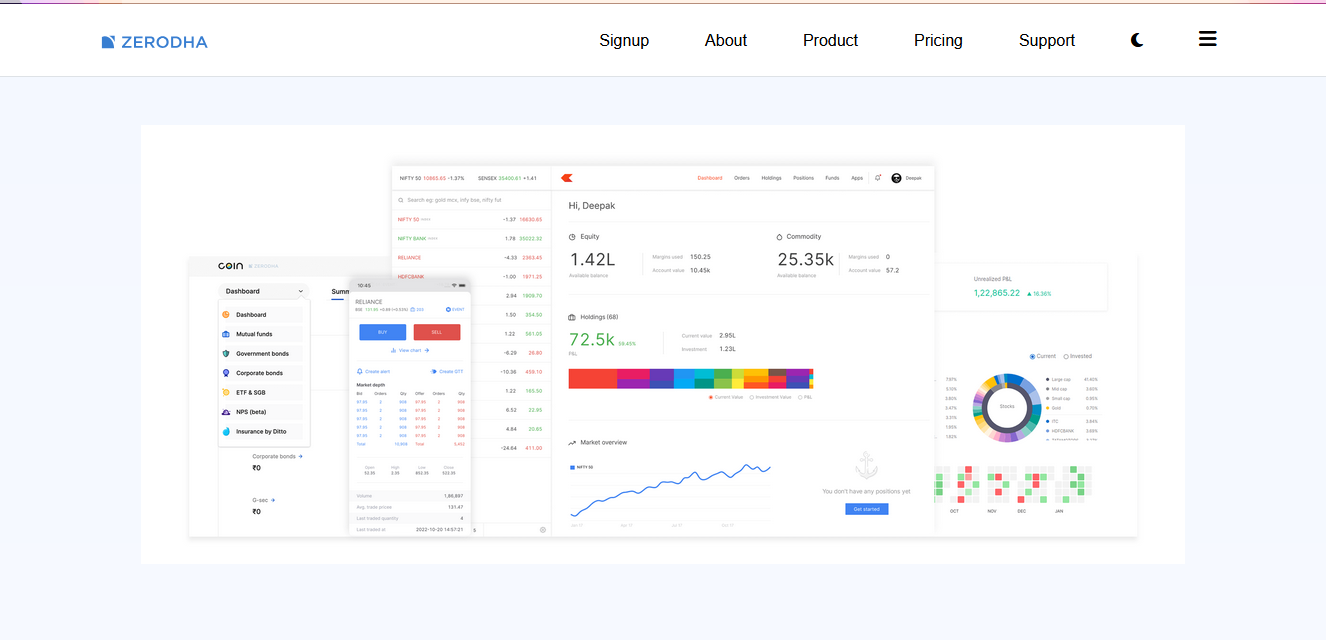 ZERODHA
Signup About Product Pricing Support
NIFTY 50 10865.65 -1.37% SENSEX 25400.61 +1.41
Search eg: gold mcx, infy bse, nifty fut
NIFTY 50 -1.37 16630.65
NIFTY BANK 1.78 35022.32
RELIANCE -4.33 2363.45
HDFCBANK -1.00 1871.25
2.94 1909.70
1.50 354.50
1.22 561.05
-6.29 26.80
-10.36 459.10
1.22 165.50
6.52 22.85
4.84 20.65
-24.64 411.00
Dashboard Orders Holdings Positions Funds Apps Deepak
Hi, Deepak
Equity
1.42L
Available balance
Margins used 150.25
Account value 10.45k
Commodity
25.35k
Available balance
Margins used 0
Account value 57.2
Holdings (68)
72.5k 59.45%
P&L
Current value 2.95L
Investment 1.23L
Current Value Investment Value P&L
Market overview
NIFTY 50
You don't have any positions yet
Get started
COIN ZERODHA
Dashboard
Dashboard
Mutual funds
Government bonds
Corporate bonds
ETF & SGB
NPS (beta)
Insurance by Ditto
Corporate bonds
₹0
G-sec
₹0
10:45
RELIANCE
BUY SELL
View chart
Create alert Create GTT
Market depth
Bid Orders Qty Offer Orders Qty
Open High Low Close
Volume 1,66,897
Avg. trade price 131.47
Last traded quantity 4
Last traded at 2022-10-20 14:57:21
Unrealized P&L
1,22,865.22 16.36%
Current Invested
Stocks
Large cap
Mid cap
Small cap
Gold
ITC
HDFCBANK
OCT NOV DEC JAN